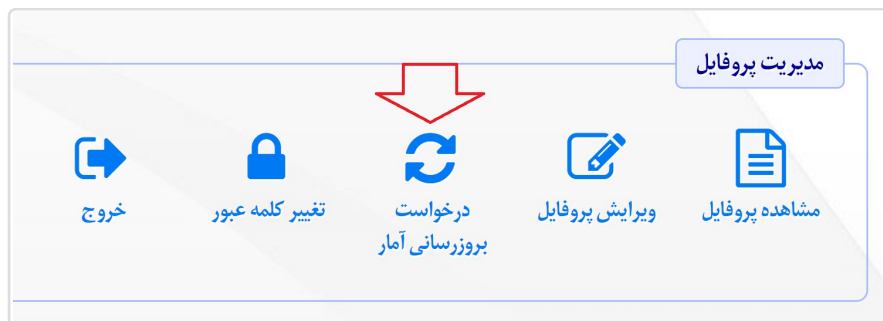 مدیریت پروفایل
مشاهده پروفایل
ویرایش پروفایل
درخواست
بروزرسانی آمار
تغییر کلمه عبور
خروج